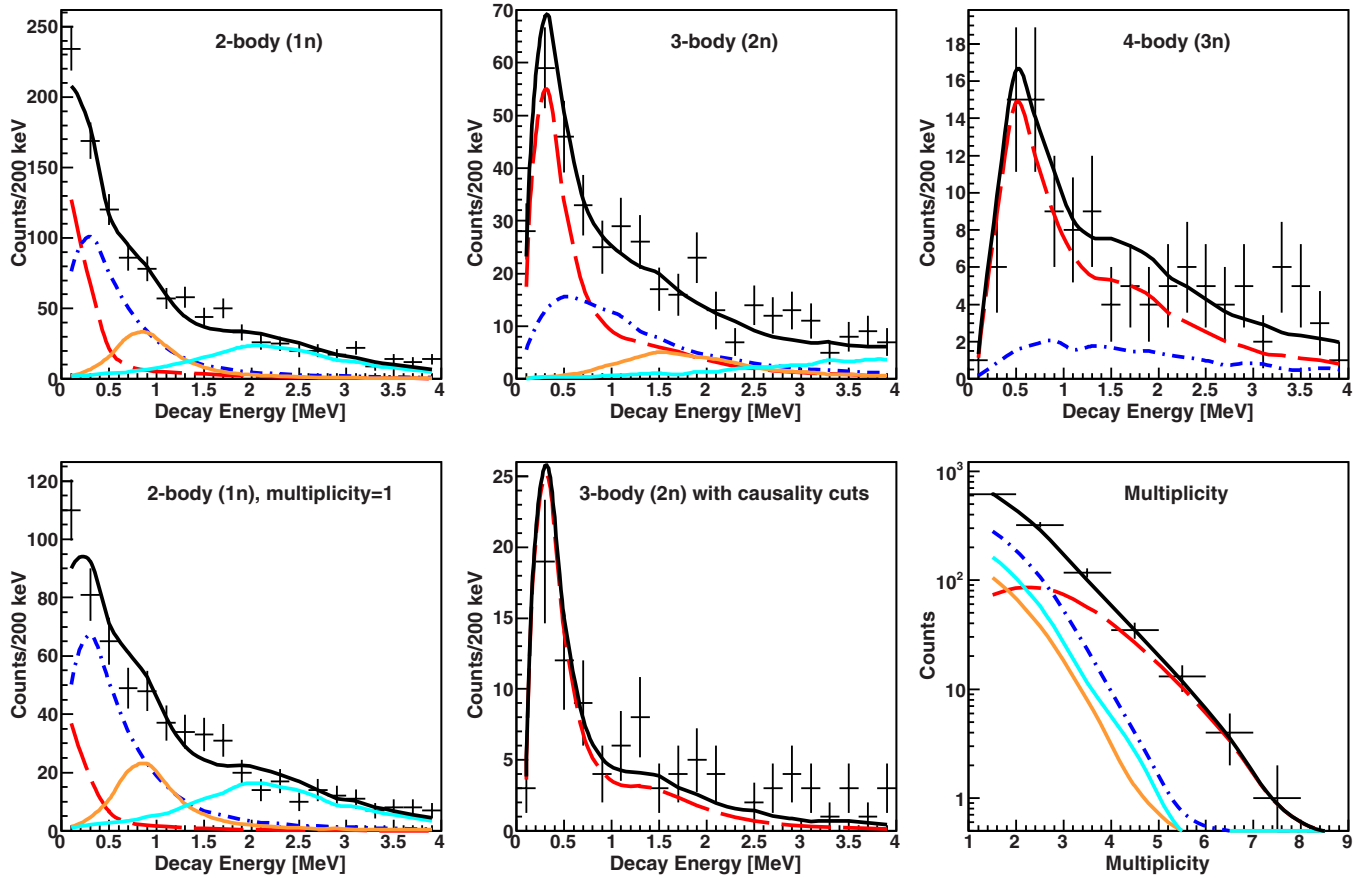 2-body (1n)
Counts/200 keV
250
200
150
100
50
0
0 0.5 1 1.5 2 2.5 3 3.5 4
Decay Energy [MeV]
3-body (2n)
Counts/200 keV
70
60
50
40
30
20
10
0
0 0.5 1 1.5 2 2.5 3 3.5 4
Decay Energy [MeV]
4-body (3n)
Counts/200 keV
18
16
14
12
10
8
6
4
2
0
0 0.5 1 1.5 2 2.5 3 3.5 4
Decay Energy [MeV]
2-body (1n), multiplicity=1
Counts/200 keV
120
100
80
60
40
20
0
0 0.5 1 1.5 2 2.5 3 3.5 4
Decay Energy [MeV]
3-body (2n) with causality cuts
Counts/200 keV
25
20
15
10
5
0
0 0.5 1 1.5 2 2.5 3 3.5 4
Decay Energy [MeV]
Multiplicity
Counts
10³
10²
10
1
1 2 3 4 5 6 7 8 9
Multiplicity